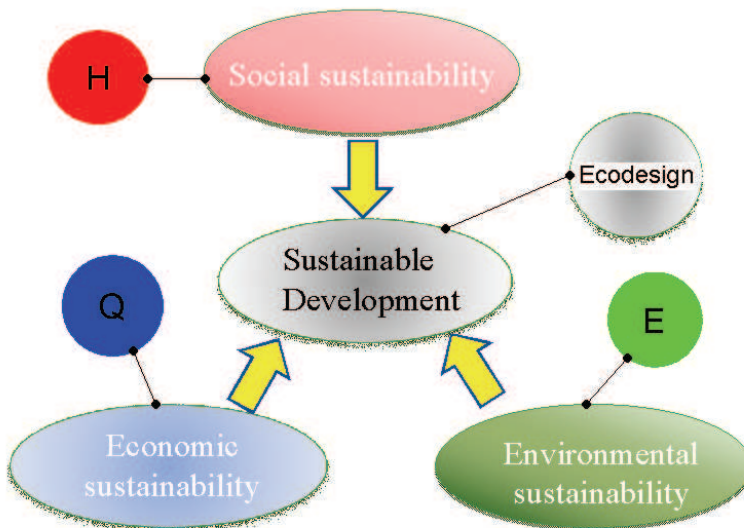 H
Social sustainability
Ecodesign
Sustainable
Development
Q
E
Economic
sustainability
Environmental
sustainability